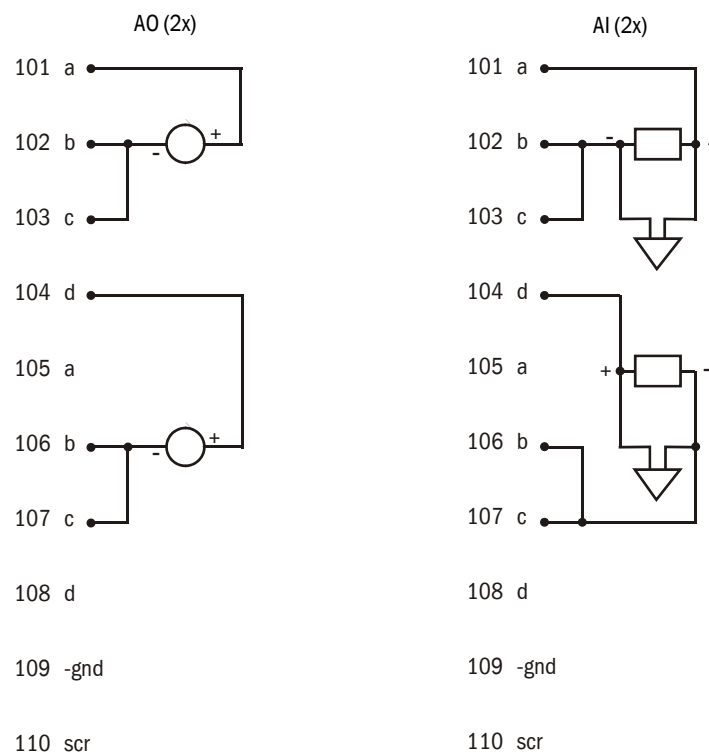 AO (2x)
101 a
102 b
- +
103 c
104 d
105 a
106 b
- +
107 c
108 d
109 -gnd
110 scr
AI (2x)
101 a
102 b
-
103 c
104 d
105 a
+ -
106 b
107 c
108 d
109 -gnd
110 scr